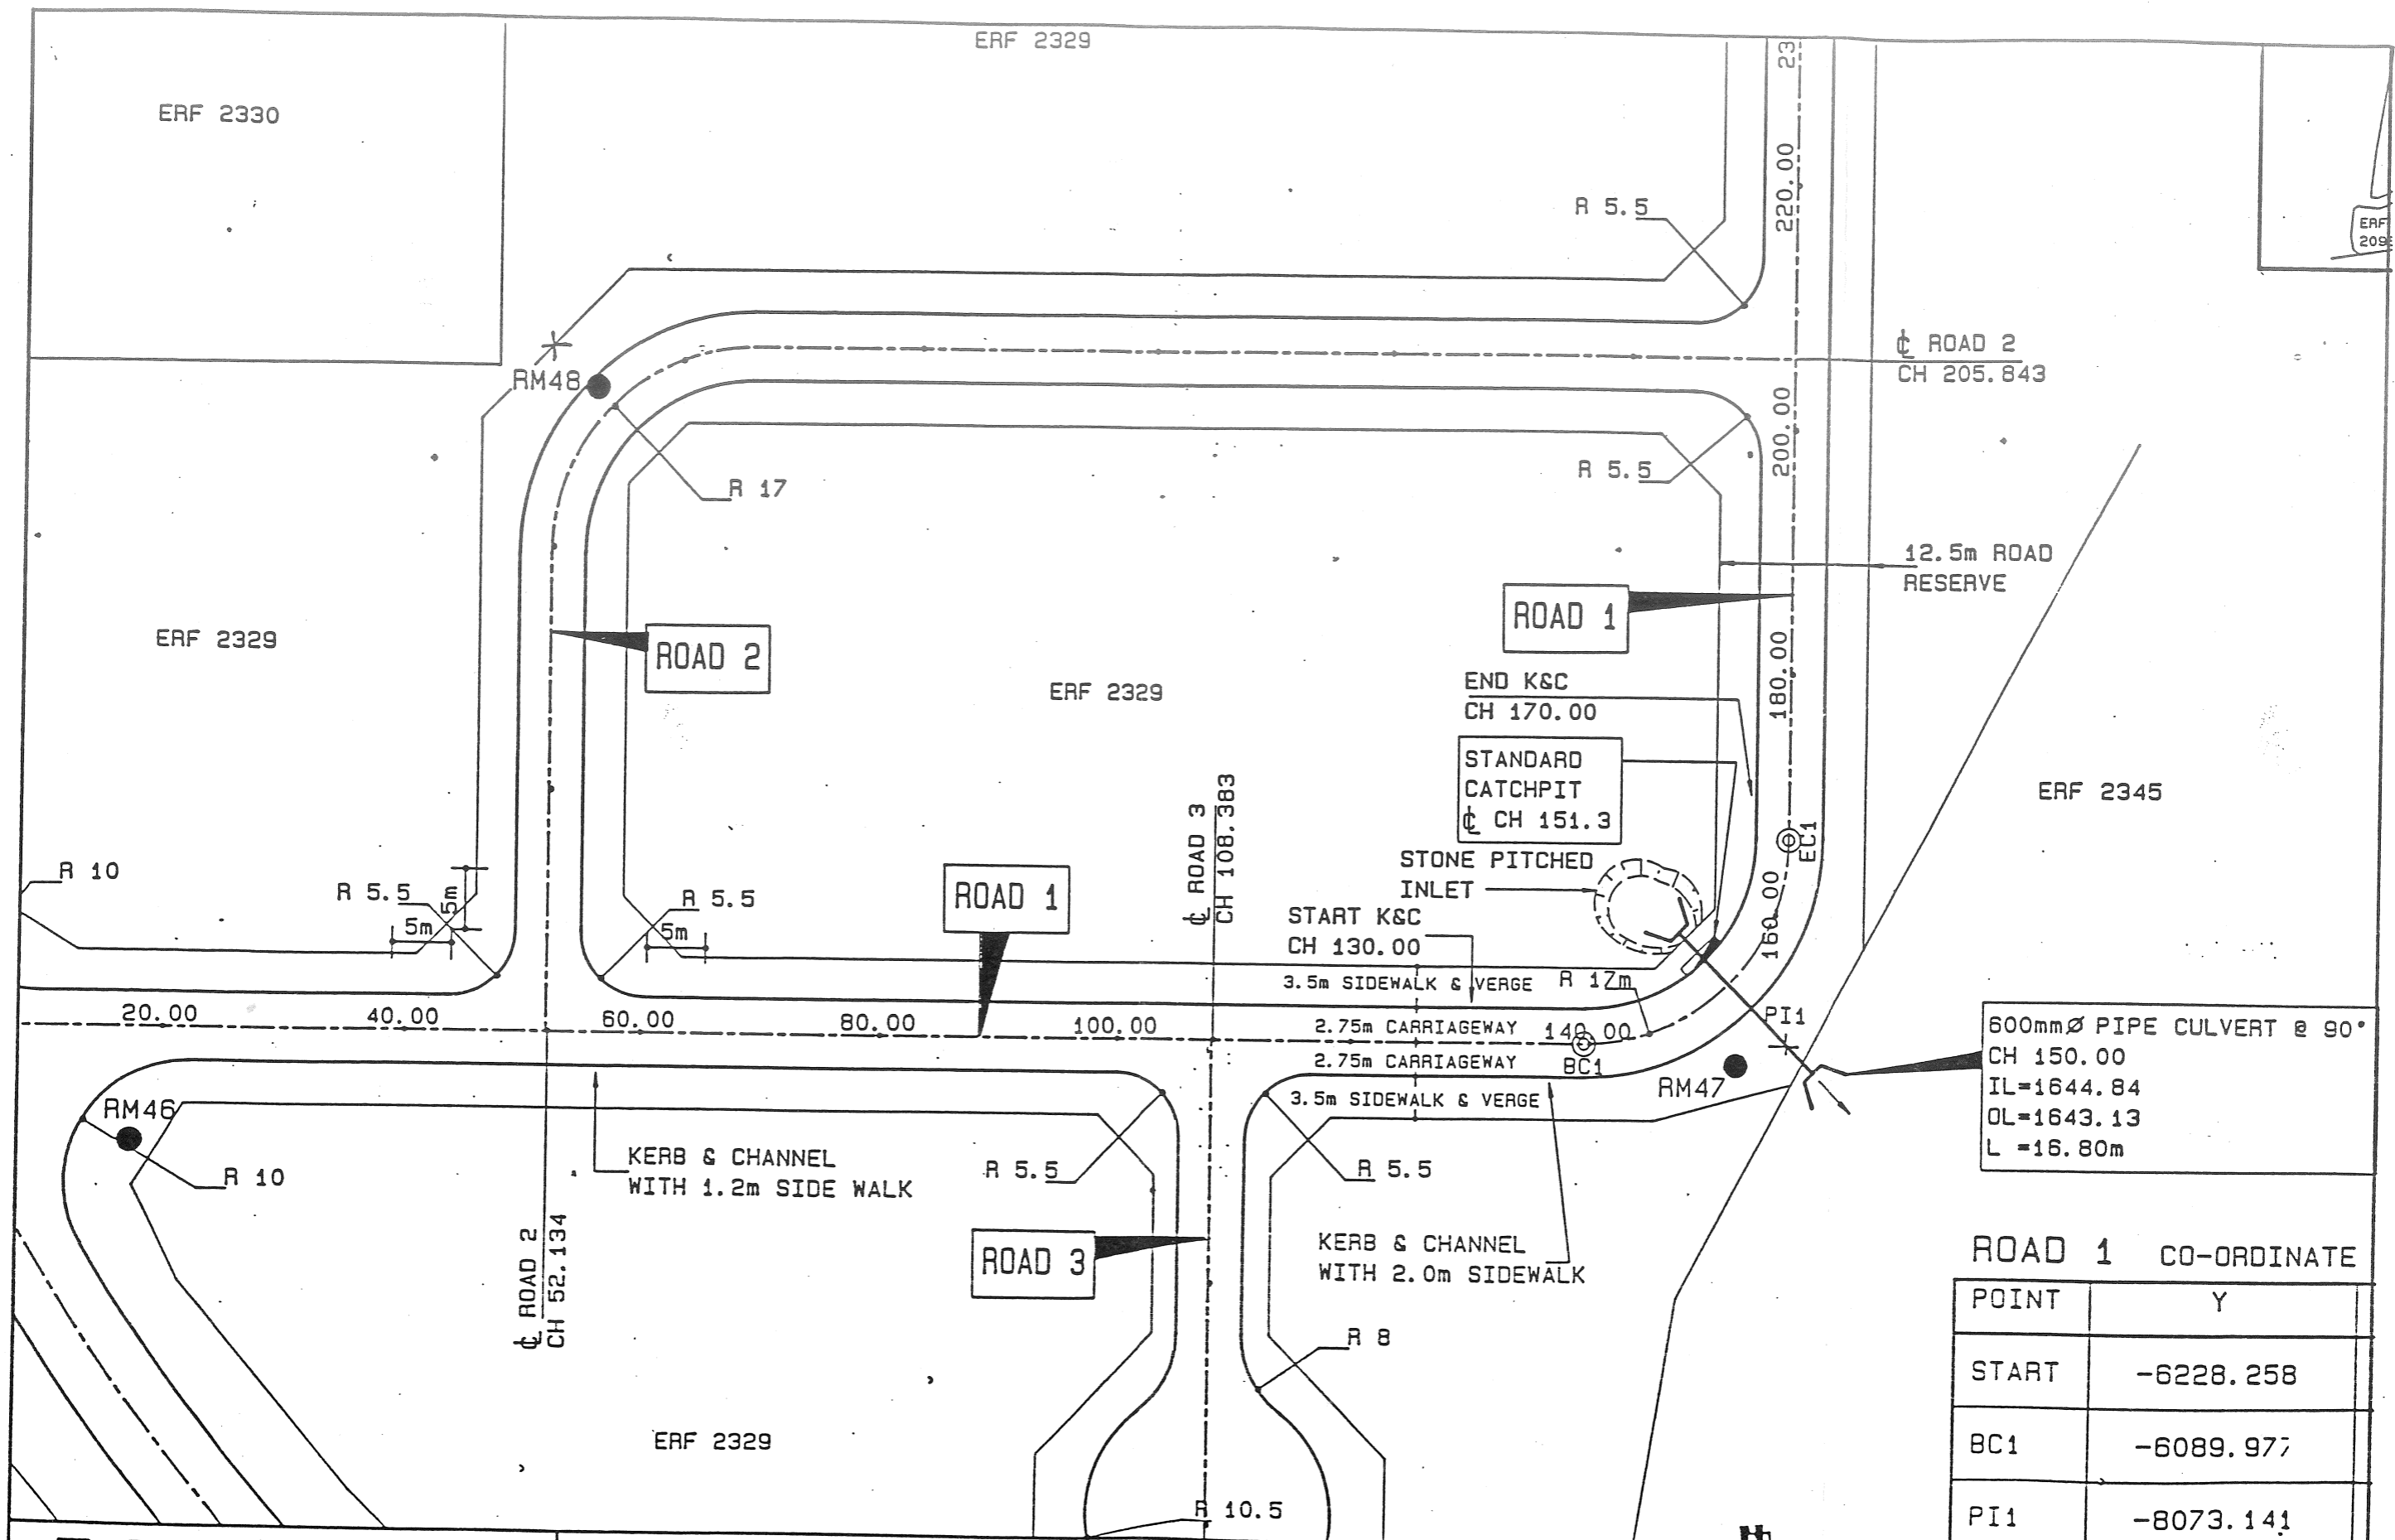 ERF 2329
ERF 2330
23
220.00
R 5.5
ERF
209
RM48
℄ ROAD 2
CH 205.843
200.00
R 17
R 5.5
12.5m ROAD
RESERVE
ROAD 1
ERF 2329
ROAD 2
ERF 2329
180.00
END K&C
CH 170.00
STANDARD
CATCHPIT
℄ CH 151.3
ERF 2345
℄ ROAD 3
CH 108.383
EC1
STONE PITCHED
INLET
R 10
R 5.5
5m
5m
R 5.5
5m
ROAD 1
START K&C
CH 130.00
160.00
3.5m SIDEWALK & VERGE
R 17m
20.00
40.00
60.00
80.00
100.00
2.75m CARRIAGEWAY
140.00
PI1
2.75m CARRIAGEWAY
BC1
RM47
3.5m SIDEWALK & VERGE
600mmØ PIPE CULVERT @ 90°
CH 150.00
IL=1644.84
OL=1643.13
L =16.80m
RM46
R 10
KERB & CHANNEL
WITH 1.2m SIDE WALK
R 5.5
R 5.5
℄ ROAD 2
CH 52.134
ROAD 3
KERB & CHANNEL
WITH 2.0m SIDEWALK
R 8
ERF 2329
R 10.5
ROAD 1 CO-ORDINATE
POINT Y
START -6228.258
BC1 -6089.977
PI1 -8073.141